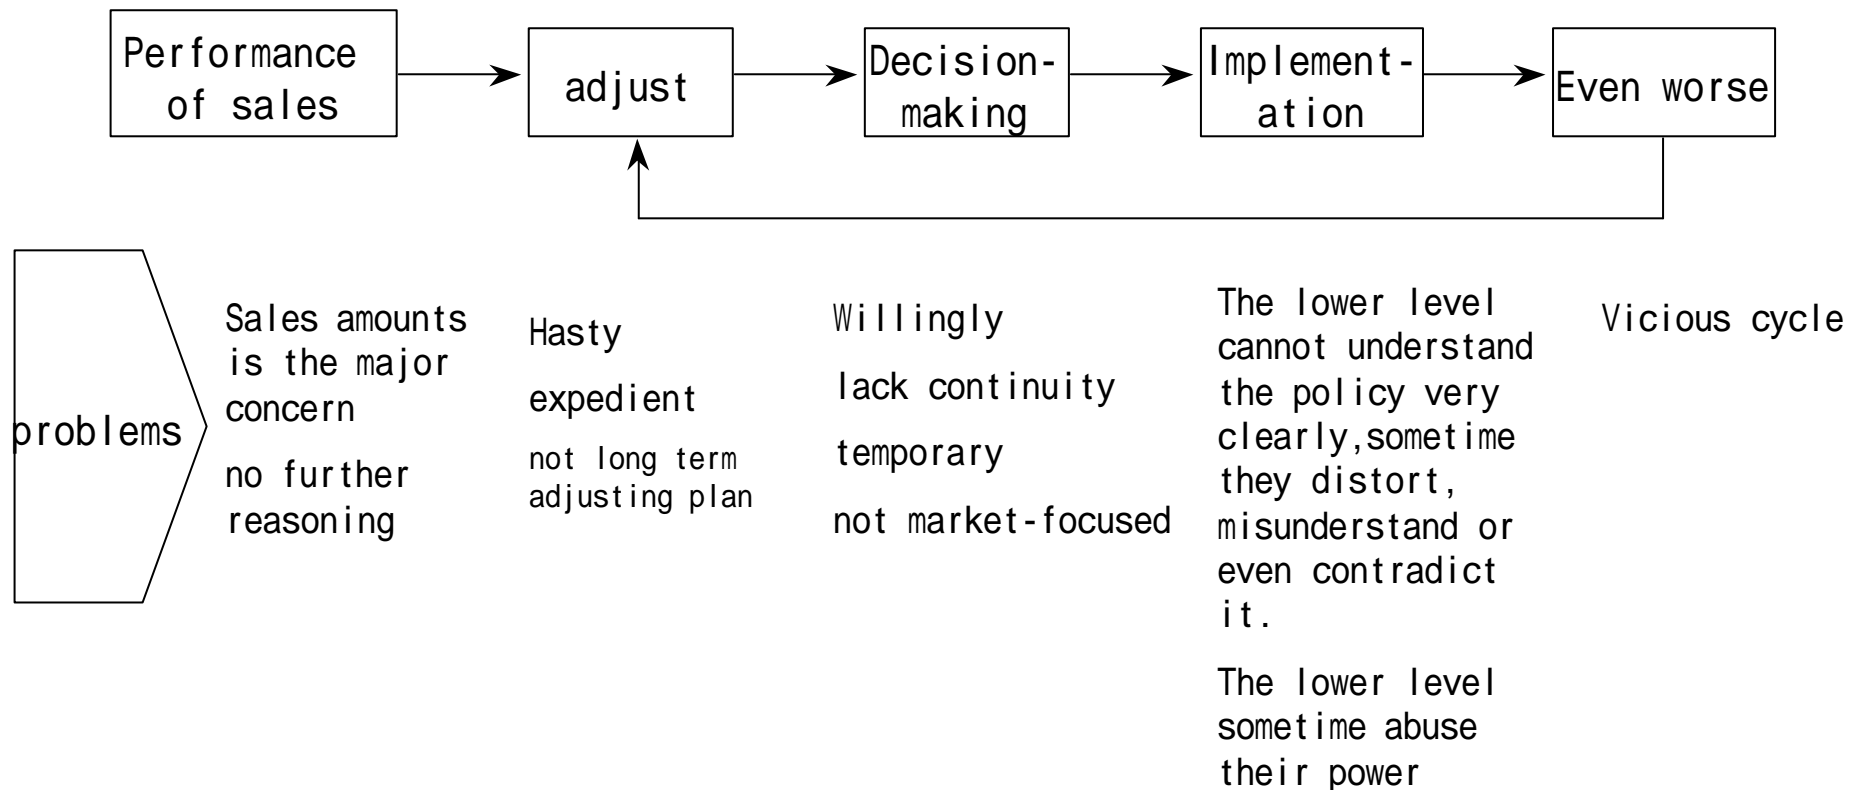 Performance
of sales
adjust
Decision-
making
Implement-
ation
Even worse
problems
Sales amounts
is the major
concern
no further
reasoning
Hasty
expedient
not long term
adjusting plan
Willingly
lack continuity
temporary
not market-focused
The lower level
cannot understand
the policy very
clearly,sometime
they distort,
misunderstand or
even contradict
it.
The lower level
sometime abuse
their power
Vicious cycle